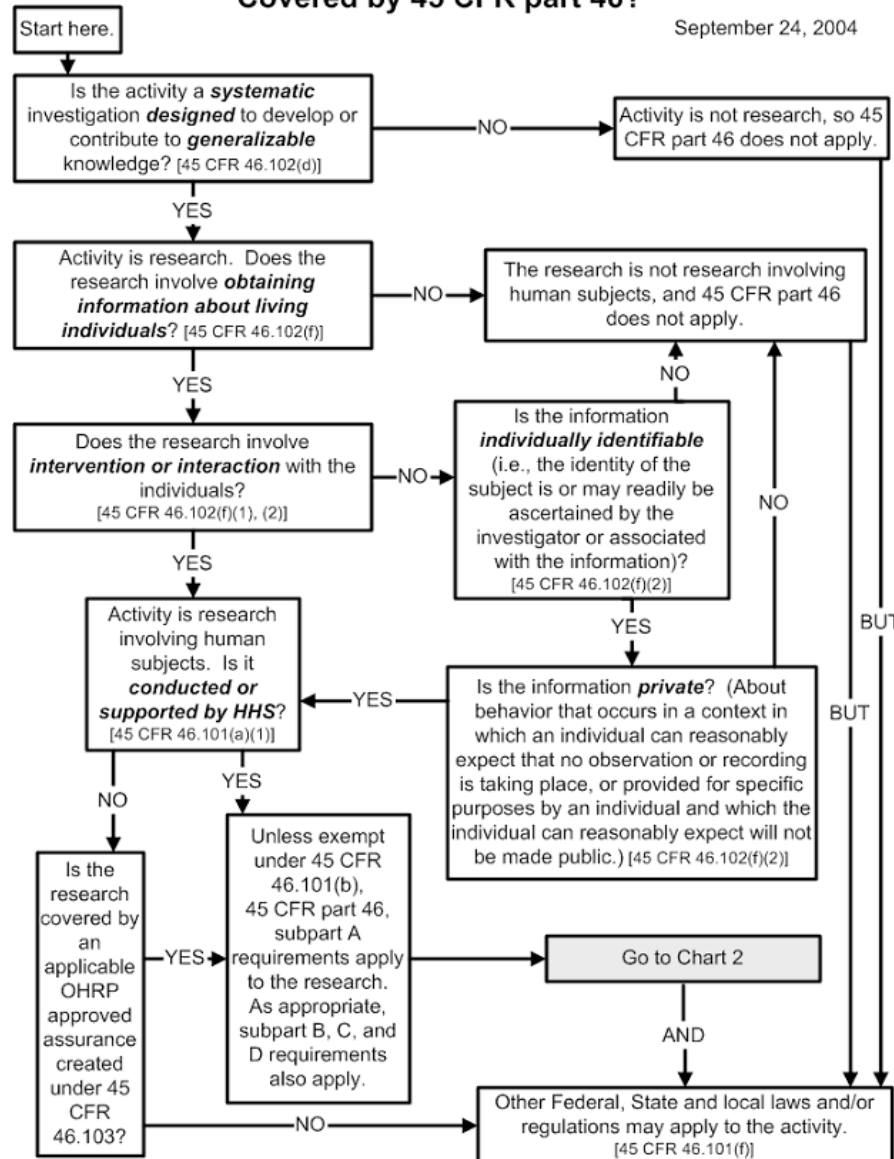 Covered by 45 CFR part 46?
September 24, 2004
Start here.
Is the activity a systematic
investigation designed to develop or
contribute to generalizable
knowledge? [45 CFR 46.102(d)]
NO
Activity is not research, so 45
CFR part 46 does not apply.
YES
Activity is research. Does the
research involve obtaining
information about living
individuals? [45 CFR 46.102(f)]
NO
The research is not research involving
human subjects, and 45 CFR part 46
does not apply.
YES
NO
Does the research involve
intervention or interaction with the
individuals?
[45 CFR 46.102(f)(1), (2)]
NO
Is the information
individually identifiable
(i.e., the identity of the
subject is or may readily be
ascertained by the
investigator or associated
with the information)?
[45 CFR 46.102(f)(2)]
NO
YES
YES
BUT
BUT
Activity is research
involving human
subjects. Is it
conducted or
supported by HHS?
[45 CFR 46.101(a)(1)]
YES
Is the information private? (About
behavior that occurs in a context in
which an individual can reasonably
expect that no observation or recording
is taking place, or provided for specific
purposes by an individual and which the
individual can reasonably expect will not
be made public.) [45 CFR 46.102(f)(2)]
NO
YES
Is the
research
covered by
an
applicable
OHRP
approved
assurance
created
under 45
CFR
46.103?
YES
Unless exempt
under 45 CFR
46.101(b),
45 CFR part 46,
subpart A
requirements apply
to the research.
As appropriate,
subpart B, C, and
D requirements
also apply.
Go to Chart 2
AND
NO
Other Federal, State and local laws and/or
regulations may apply to the activity.
[45 CFR 46.101(f)]